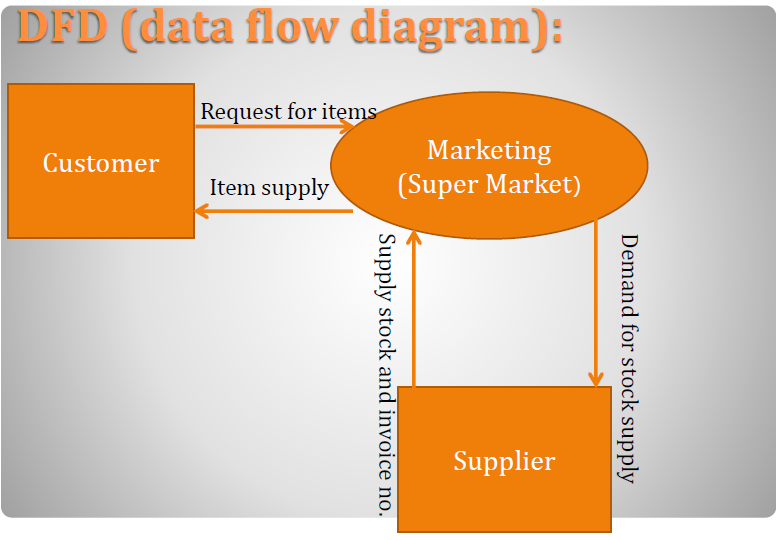 DFD (data flow diagram):
Request for items
Customer
Marketing
(Super Market)
Item supply
Supply stock and invoice no.
Demand for stock supply
Supplier